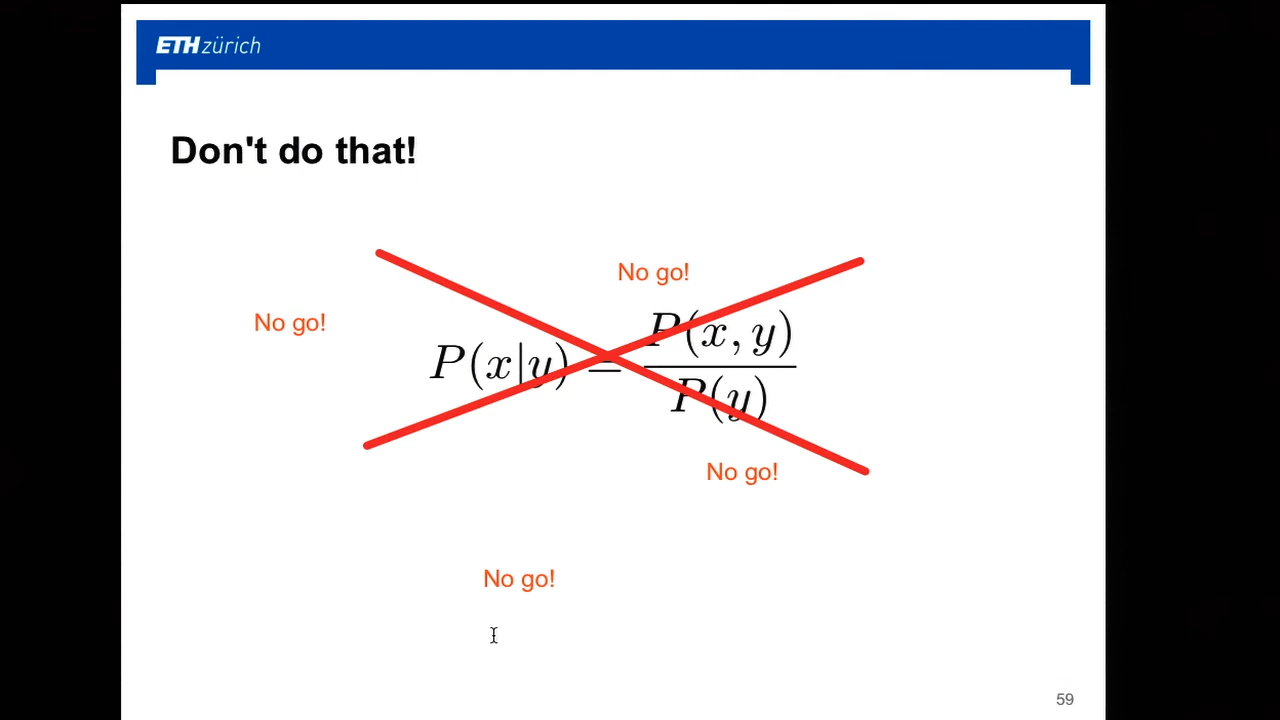 ETH zürich
Don't do that!
No go!
No go!
P(x|y) = P(x, y) / P(y)
No go!
No go!
59